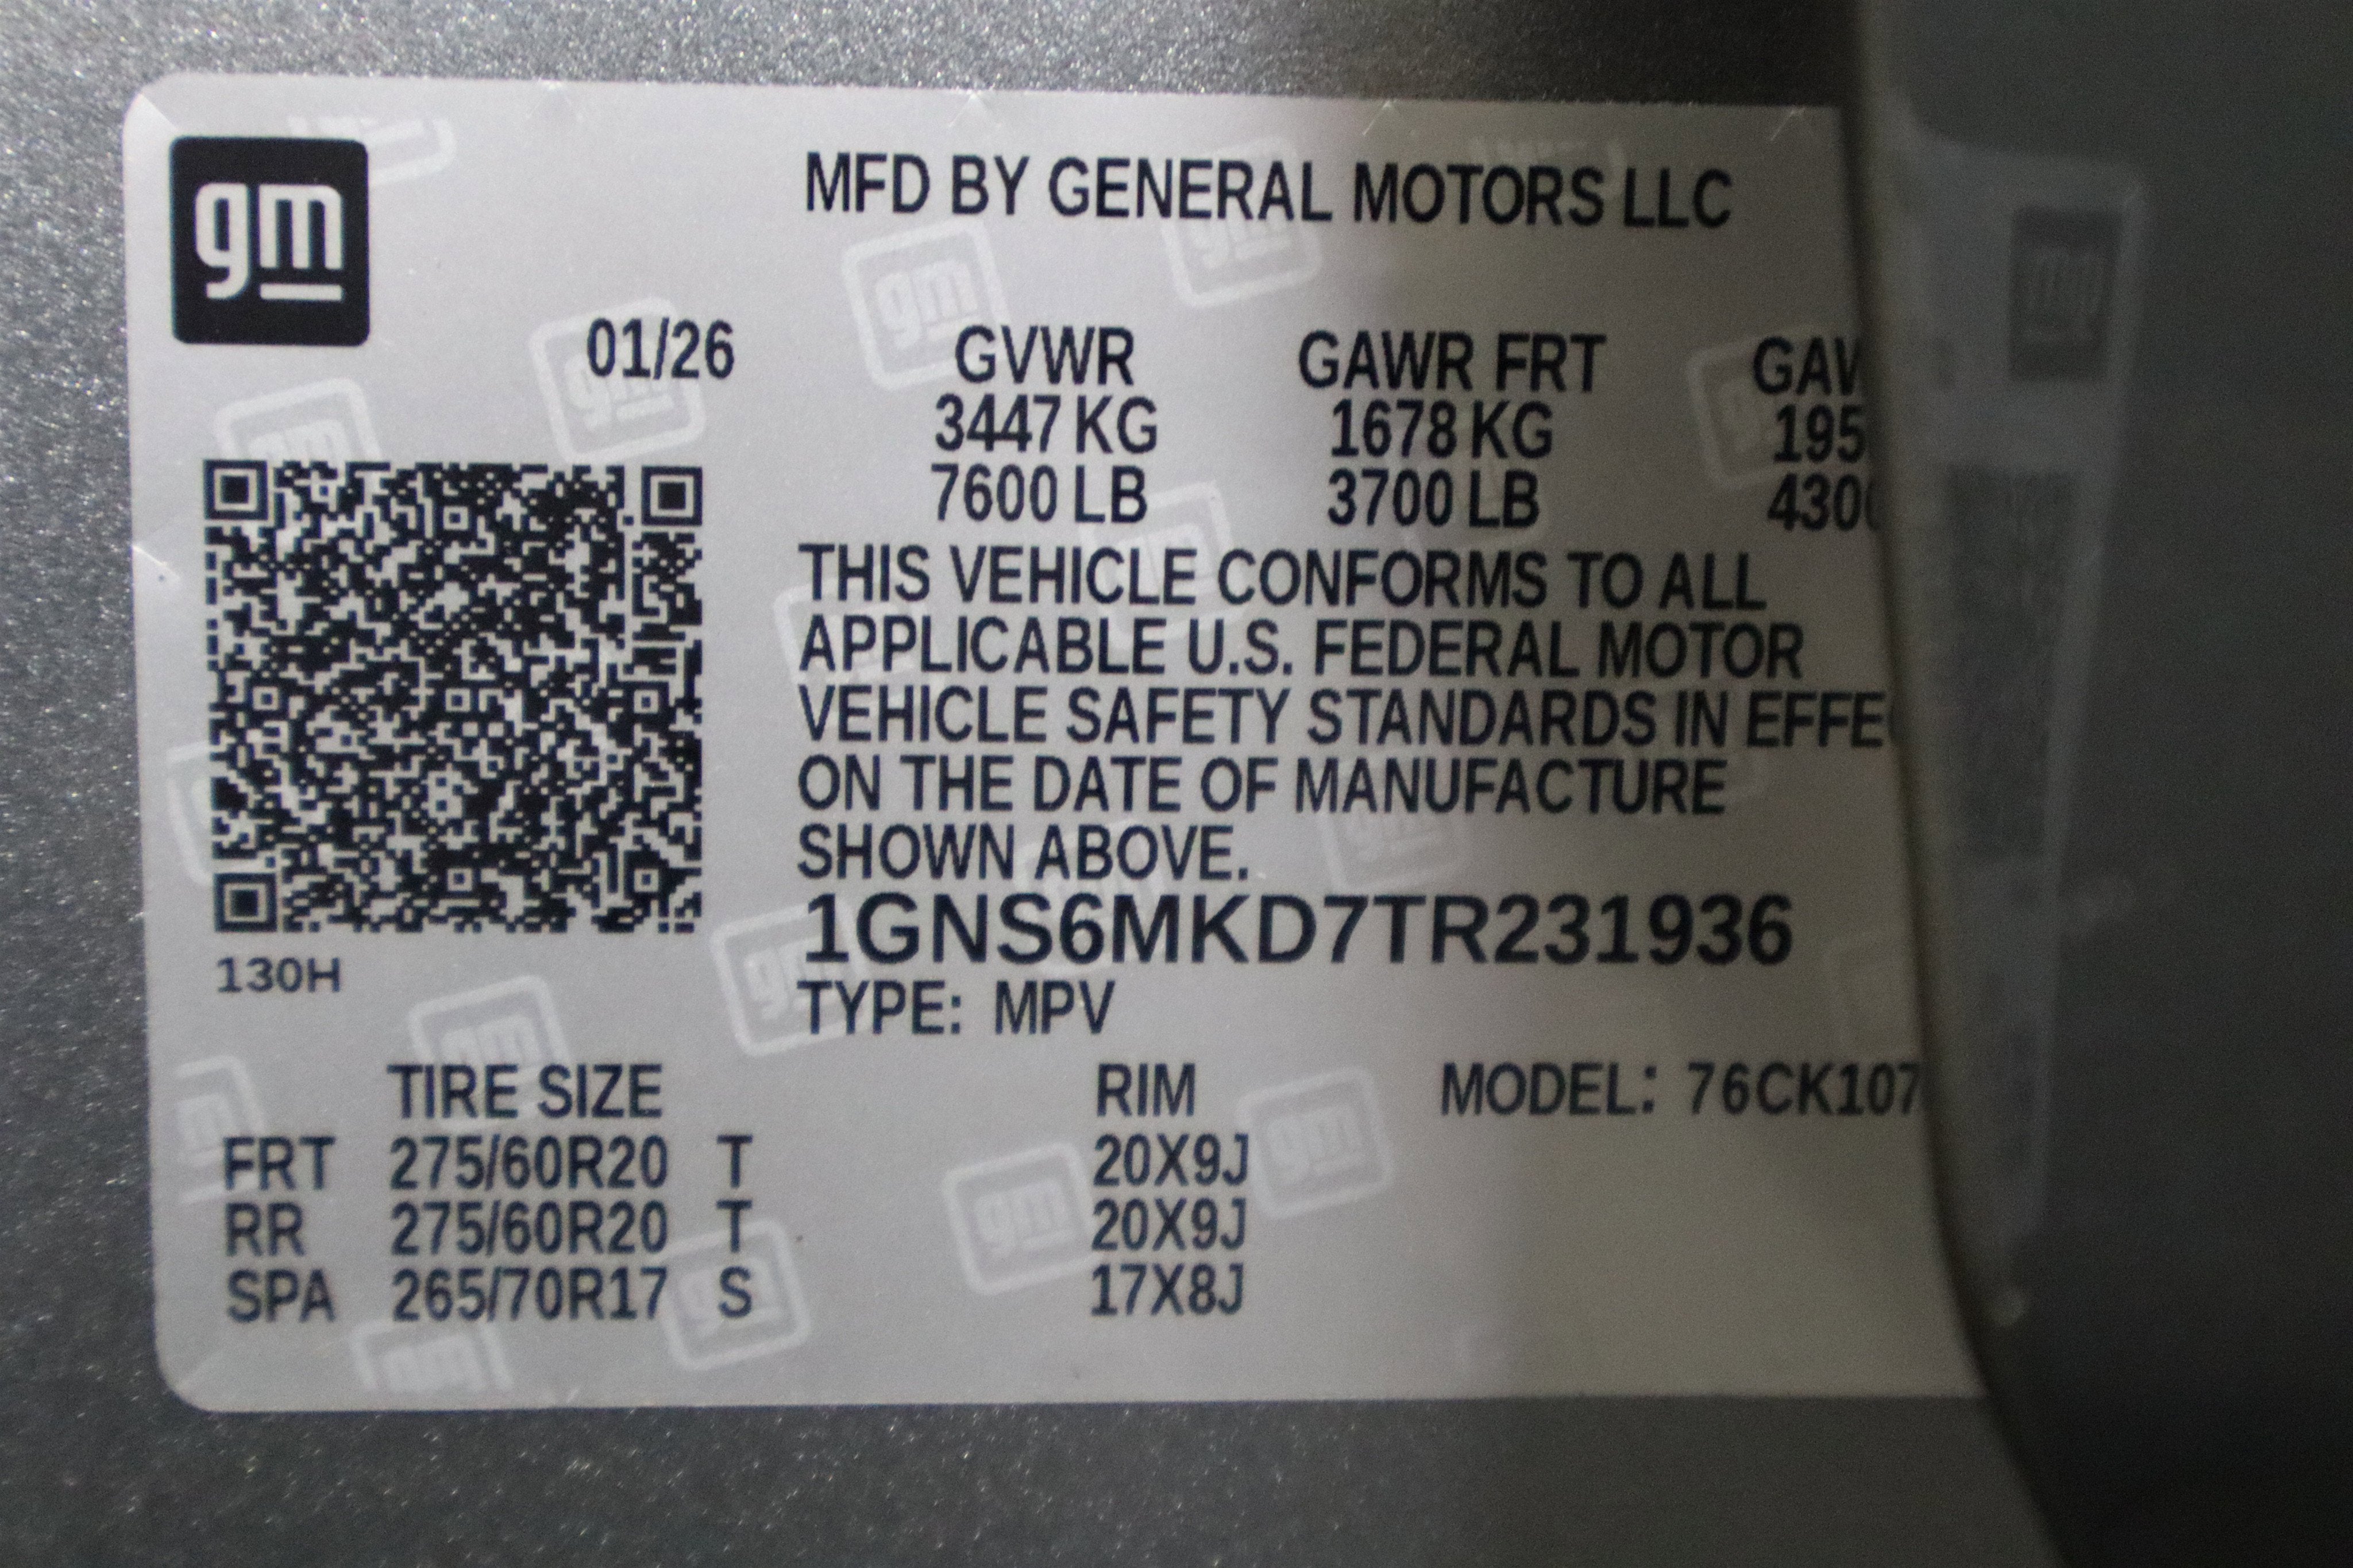 gm
MFD BY GENERAL MOTORS LLC
01/26 GVWR GAWR FRT
3447 KG 1678 KG
7600 LB 3700 LB
THIS VEHICLE CONFORMS TO ALL
APPLICABLE U.S. FEDERAL MOTOR
VEHICLE SAFETY STANDARDS IN
ON THE DATE OF MANUFACTURE
SHOWN ABOVE.
1GNS6MKD7TR231936
130H
TYPE: MPV
TIRE SIZE RIM MODEL: 76CK107
FRT 275/60R20 T 20X9J
RR 275/60R20 T 20X9J
SPA 265/70R17 S 17X8J